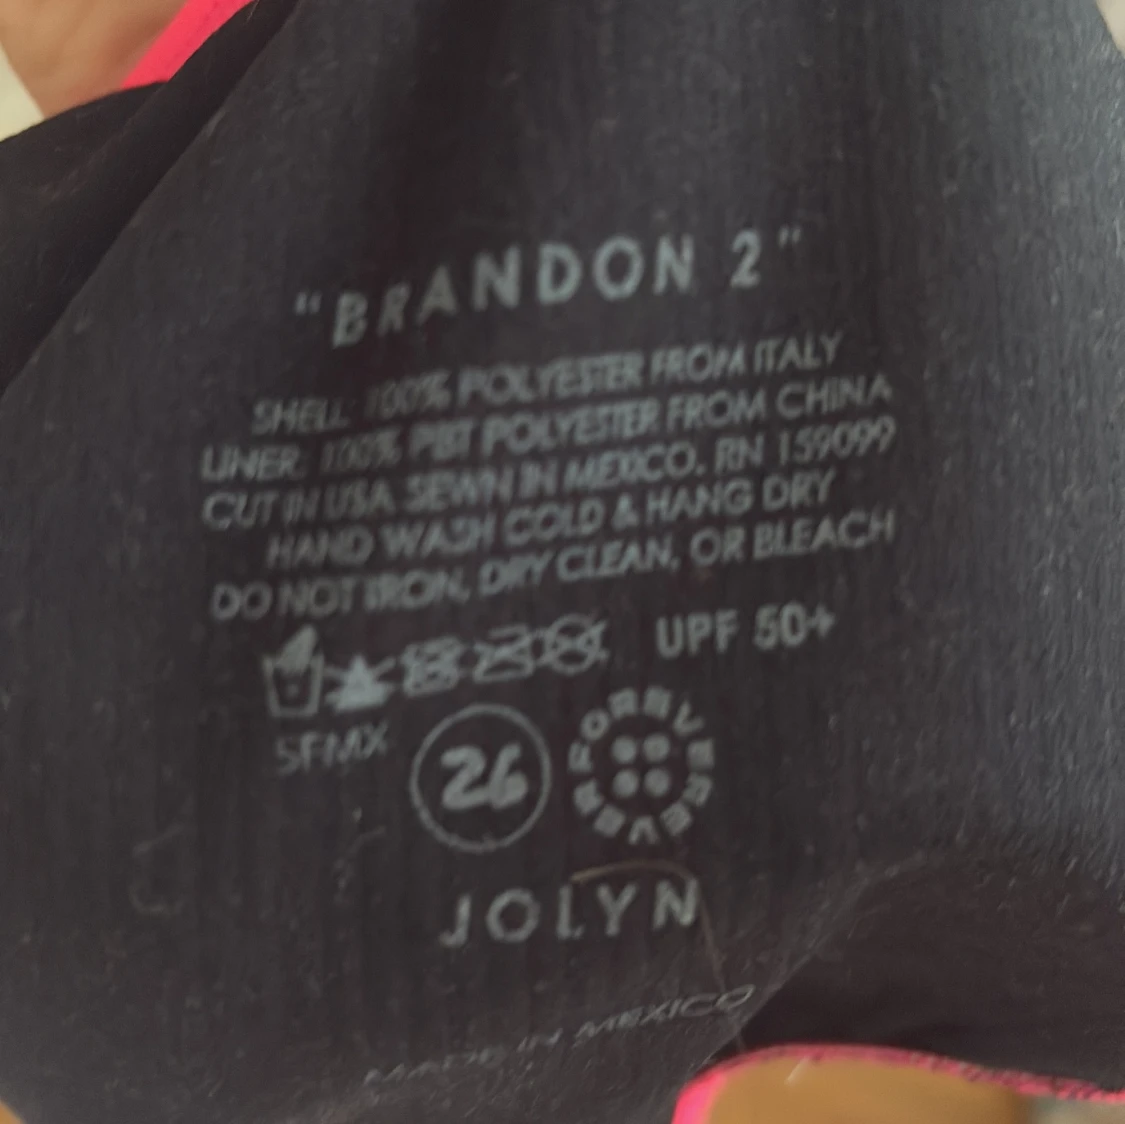 "BRANDON 2"
SHELL: 100% POLYESTER FROM ITALY
LINER: 100% PBT POLYESTER FROM CHINA
CUT IN USA. SEWN IN MEXICO. RN 159099
HAND WASH COLD & HANG DRY
DO NOT IRON, DRY CLEAN, OR BLEACH
UPF 50+
SFMX
26
FOREVEREVER
JOLYN
MADE IN MEXICO